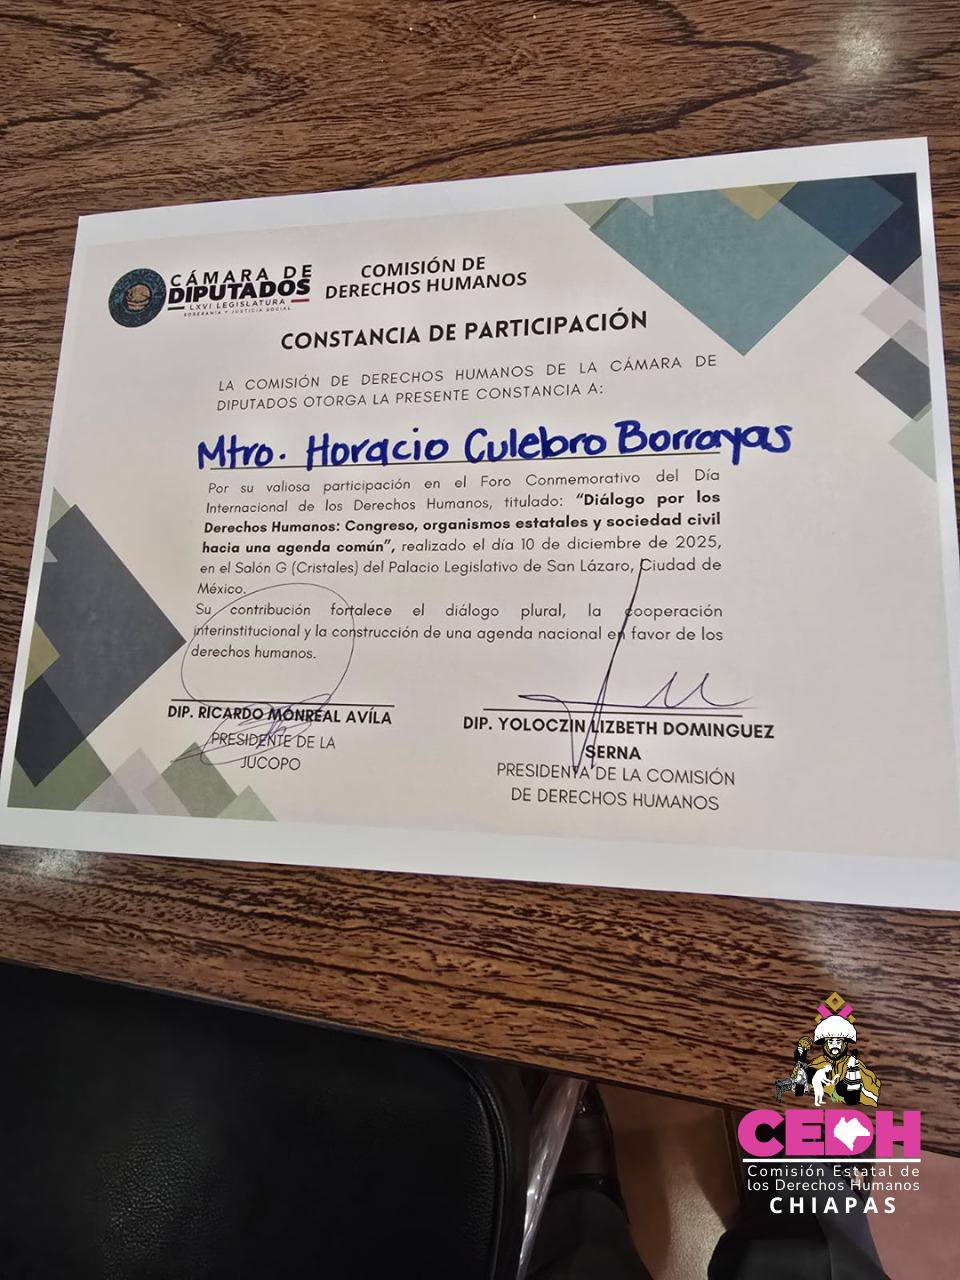 CÁMARA DE
DIPUTADOS
LXVI LEGISLATURA
SOBERANÍA Y JUSTICIA SOCIAL
COMISIÓN DE
DERECHOS HUMANOS
CONSTANCIA DE PARTICIPACIÓN
LA COMISIÓN DE DERECHOS HUMANOS DE LA CÁMARA DE
DIPUTADOS OTORGA LA PRESENTE CONSTANCIA A:
Mtro. Horacio Culebro Borrayas
Por su valiosa participación en el Foro Conmemorativo del Día
Internacional de los Derechos Humanos, titulado: “Diálogo por los
Derechos Humanos: Congreso, organismos estatales y sociedad civil
hacia una agenda común”, realizado el día 10 de diciembre de 2025,
en el Salón G (Cristales) del Palacio Legislativo de San Lázaro, Ciudad de
México.
Su contribución fortalece el diálogo plural, la cooperación
interinstitucional y la construcción de una agenda nacional en favor de los
derechos humanos.
DIP. RICARDO MONREAL AVÍLA
PRESIDENTE DE LA
JUCOPO
DIP. YOLOCZIN LIZBETH DOMINGUEZ
SERNA
PRESIDENTA DE LA COMISIÓN
DE DERECHOS HUMANOS
CEDH
Comisión Estatal de
los Derechos Humanos
CHIAPAS